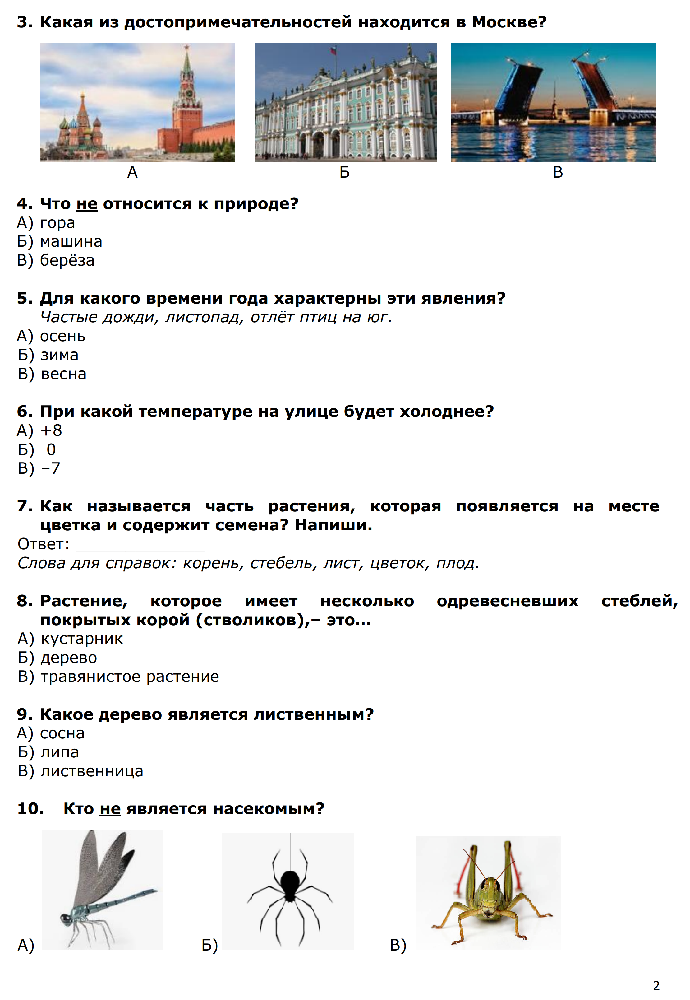 3. Какая из достопримечательностей находится в Москве?
А Б В
4. Что не относится к природе?
А) гора
Б) машина
В) берёза
5. Для какого времени года характерны эти явления?
Частые дожди, листопад, отлёт птиц на юг.
А) осень
Б) зима
В) весна
6. При какой температуре на улице будет холоднее?
А) +8
Б) 0
В) –7
7. Как называется часть растения, которая появляется на месте
цветка и содержит семена? Напиши.
Ответ: ______________
Слова для справок: корень, стебель, лист, цветок, плод.
8. Растение, которое имеет несколько одревесневших стеблей,
покрытых корой (стволиков),– это…
А) кустарник
Б) дерево
В) травянистое растение
9. Какое дерево является лиственным?
А) сосна
Б) липа
В) лиственница
10. Кто не является насекомым?
А) Б) В)
2